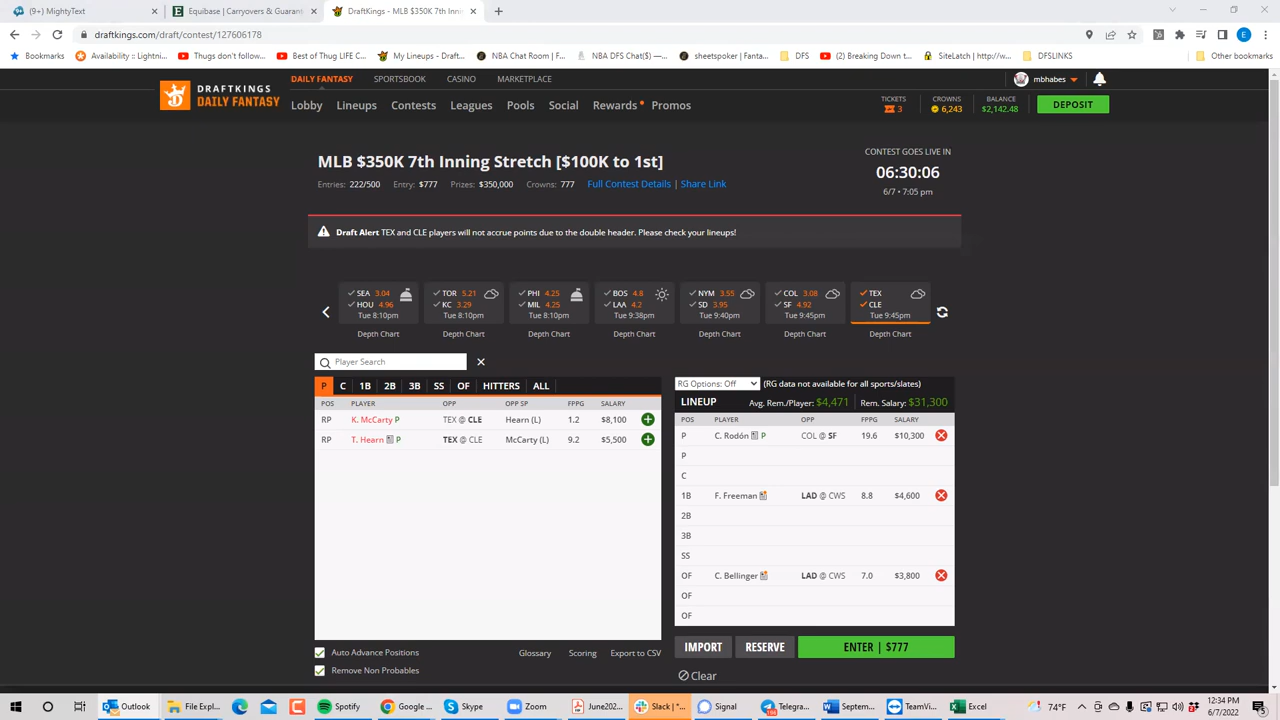 (9+) MightyText
Equibase | Carryovers & Guaran
DraftKings - MLB $350K 7th Inni
draftkings.com/draft/contest/127606178
Bookmarks
Availability :: Lightni...
Thugs don't follow...
Best of Thug LIFE C...
My Lineups - Draft...
NBA Chat Room |...
NBA DFS Chat($) —...
sheetspoker | Fanta...
DFS
(2) Breaking Down t...
SiteLatch | http://w...
DFSLINKS
Other bookmarks
DAILY FANTASY
SPORTSBOOK
CASINO
MARKETPLACE
mbhabes
DRAFTKINGS
DAILY FANTASY
Lobby
Lineups
Contests
Leagues
Pools
Social
Rewards
Promos
TICKETS
3
CROWNS
6,243
BALANCE
$2,142.48
DEPOSIT
MLB $350K 7th Inning Stretch [$100K to 1st]
Entries: 222/500 Entry: $777 Prizes: $350,000 Crowns: 777 Full Contest Details | Share Link
CONTEST GOES LIVE IN
06:30:06
6/7 • 7:05 pm
Draft Alert TEX and CLE players will not accrue points due to the double header. Please check your lineups!
SEA 3.04
HOU 4.96
Tue 8:10pm
Depth Chart
TOR 5.21
KC 3.29
Tue 8:10pm
Depth Chart
PHI 4.25
MIL 4.25
Tue 8:10pm
Depth Chart
BOS 4.8
LAA 4.2
Tue 9:38pm
Depth Chart
NYM 3.55
SD 3.95
Tue 9:40pm
Depth Chart
COL 3.08
SF 4.92
Tue 9:45pm
Depth Chart
TEX
CLE
Tue 9:45pm
Depth Chart
Player Search
P C 1B 2B 3B SS OF HITTERS ALL
POS PLAYER OPP OPP SP FPPG SALARY
RP K. McCarty P TEX @ CLE Hearn (L) 1.2 $8,100
RP T. Hearn P TEX @ CLE McCarty (L) 9.2 $5,500
Auto Advance Positions
Remove Non Probables
Glossary
Scoring
Export to CSV
RG Options: Off (RG data not available for all sports/slates)
LINEUP Avg. Rem./Player: $4,471 Rem. Salary: $31,300
POS PLAYER OPP FPPG SALARY
P C. Rodón P COL @ SF 19.6 $10,300
P
C
1B F. Freeman LAD @ CWS 8.8 $4,600
2B
3B
SS
OF C. Bellinger LAD @ CWS 7.0 $3,800
OF
OF
IMPORT
RESERVE
ENTER | $777
Clear
Outlook
File Expl...
Spotify
Google ...
Skype
Zoom
June202...
Slack | "...
Signal
Telegra...
Septem...
TeamVi...
Excel
74°F
12:34 PM
6/7/2022